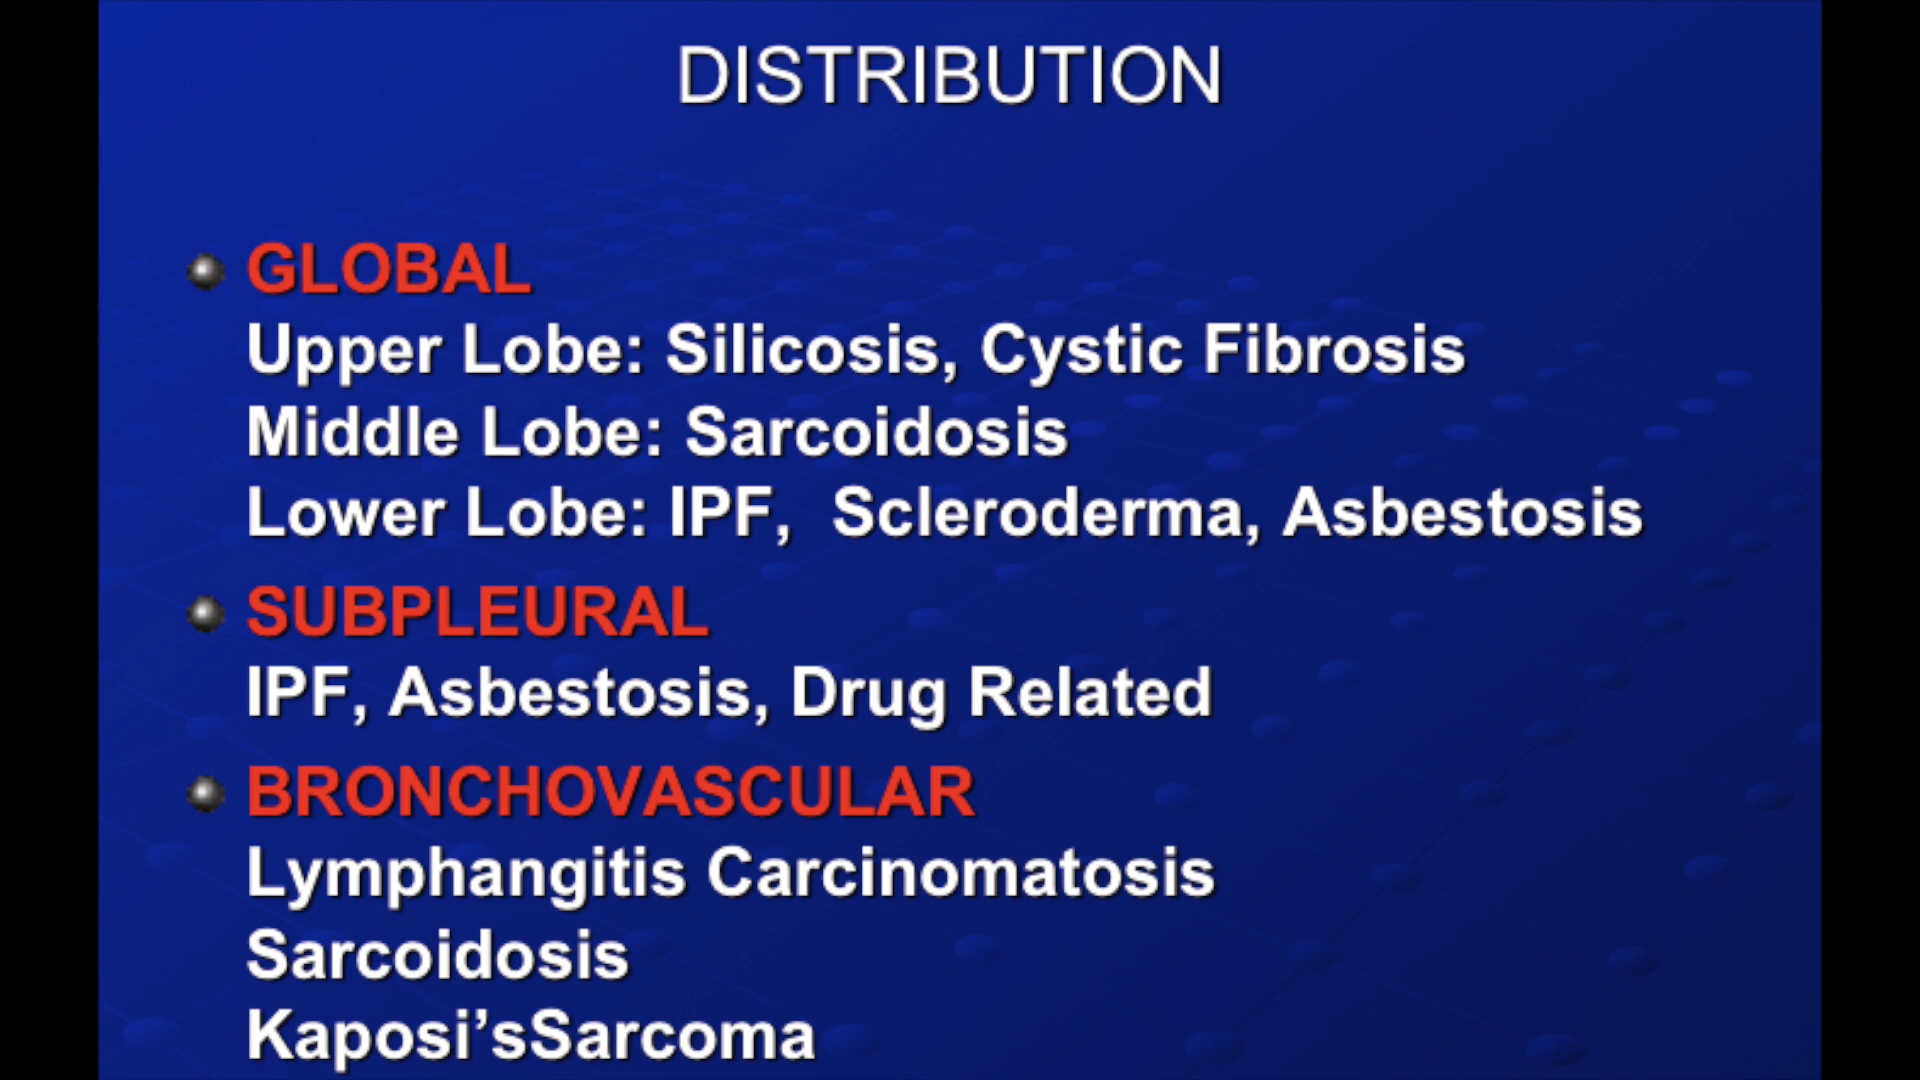 DISTRIBUTION
GLOBAL
Upper Lobe: Silicosis, Cystic Fibrosis
Middle Lobe: Sarcoidosis
Lower Lobe: IPF, Scleroderma, Asbestosis
SUBPLEURAL
IPF, Asbestosis, Drug Related
BRONCHOVASCULAR
Lymphangitis Carcinomatosis
Sarcoidosis
Kaposi’sSarcoma